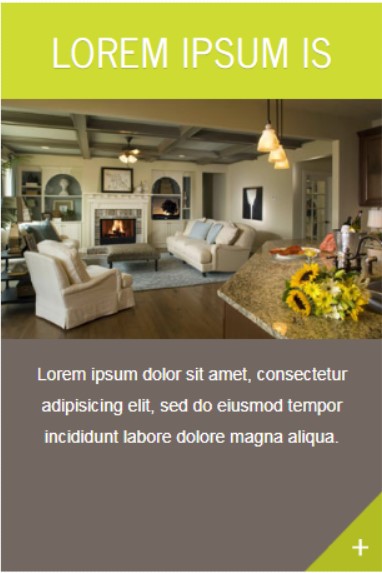 LOREM IPSUM IS
Lorem ipsum dolor sit amet, consectetur
adipisicing elit, sed do eiusmod tempor
incididunt labore dolore magna aliqua.
+